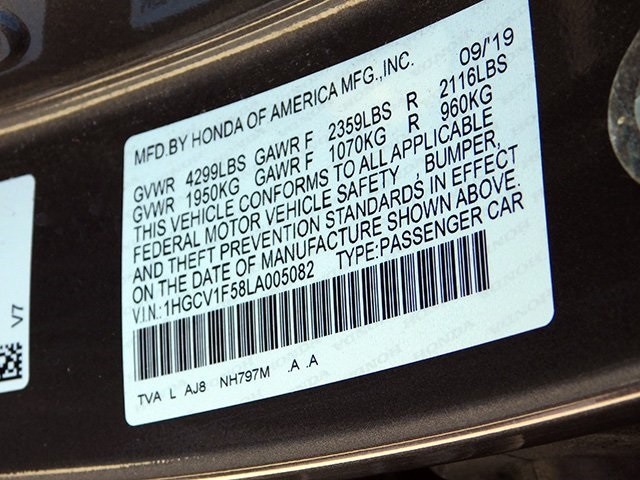 MFD.BY HONDA OF AMERICA MFG.,INC. 09/'19
GVWR 4299LBS GAWR F 2359LBS R 2116LBS
GVWR 1950KG GAWR F 1070KG R 960KG
THIS VEHICLE CONFORMS TO ALL APPLICABLE
FEDERAL MOTOR VEHICLE SAFETY , BUMPER,
AND THEFT PREVENTION STANDARDS IN EFFECT
ON THE DATE OF MANUFACTURE SHOWN ABOVE.
V.I.N.:1HGCV1F58LA005082 TYPE:PASSENGER CAR
TVA L AJ8 NH797M .A .A
V7